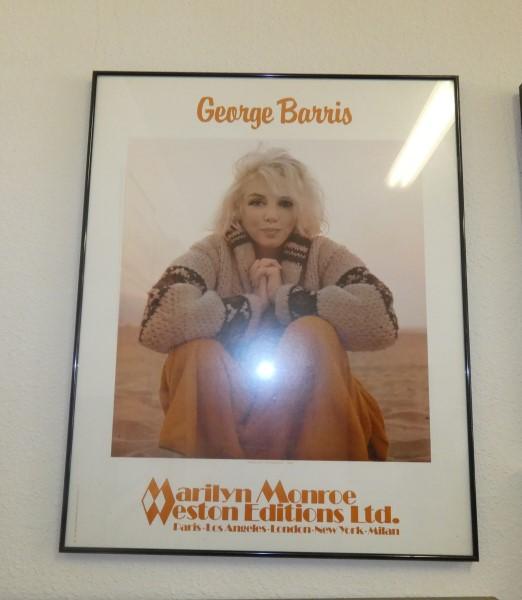 George Barris
Marilyn Monroe
Weston Editions Ltd.
Paris-Los Angeles-London-New York-Milan